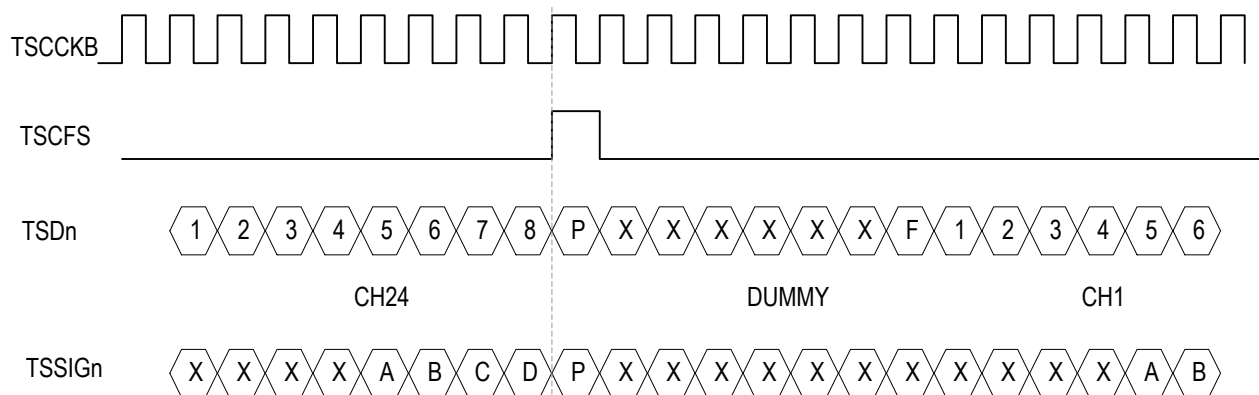 TSCCKB
TSCFS
TSDn 1 2 3 4 5 6 7 8 P X X X X X X F 1 2 3 4 5 6
CH24 DUMMY CH1
TSSIGn X X X X A B C D P X X X X X X X X X X X A B